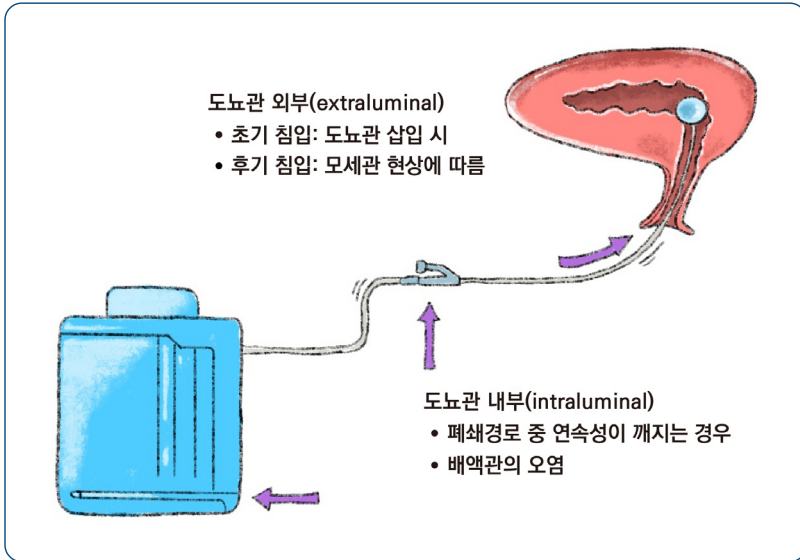 도뇨관 외부(extraluminal)
• 초기 침입: 도뇨관 삽입 시
• 후기 침입: 모세관 현상에 따름
도뇨관 내부(intraluminal)
• 폐쇄경로 중 연속성이 깨지는 경우
• 배액관의 오염